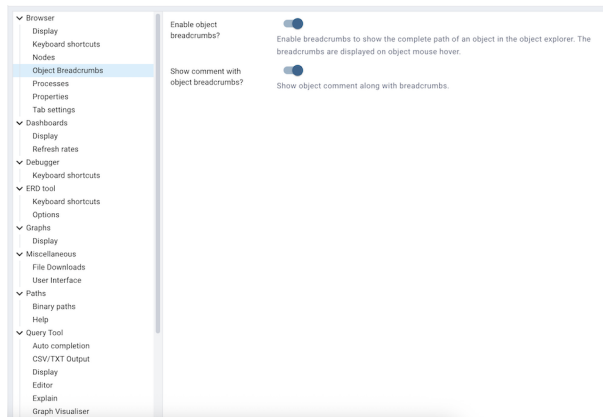 Browser
Display
Keyboard shortcuts
Nodes
Object Breadcrumbs
Processes
Properties
Tab settings
Dashboards
Display
Refresh rates
Debugger
Keyboard shortcuts
ERD tool
Keyboard shortcuts
Options
Graphs
Display
Miscellaneous
File Downloads
User Interface
Paths
Binary paths
Help
Query Tool
Auto completion
CSV/TXT Output
Display
Editor
Explain
Graph Visualiser
Enable object
breadcrumbs?
Enable breadcrumbs to show the complete path of an object in the object explorer. The
breadcrumbs are displayed on object mouse hover.
Show comment with
object breadcrumbs?
Show object comment along with breadcrumbs.